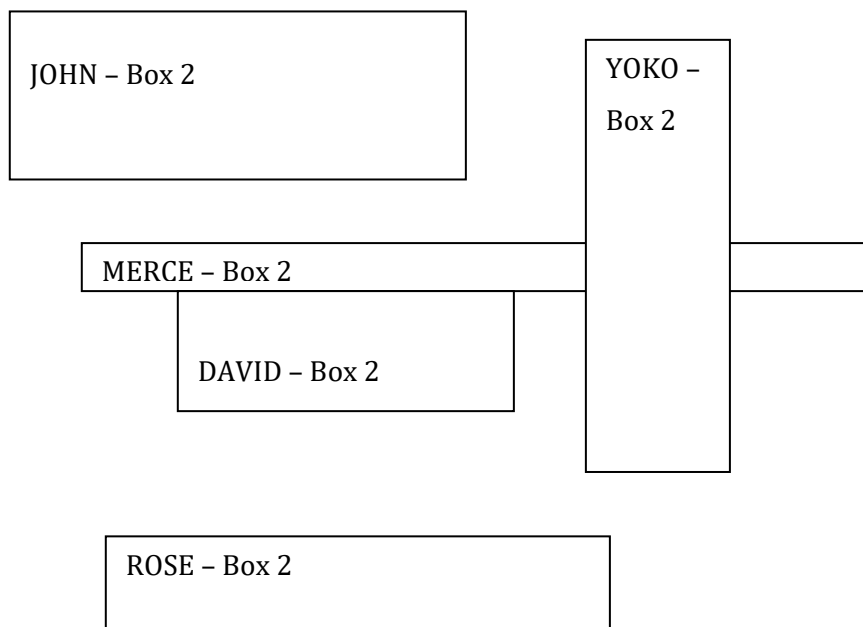 JOHN – Box 2
YOKO –
Box 2
MERCE – Box 2
DAVID – Box 2
ROSE – Box 2